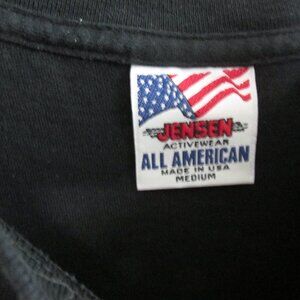 JENSEN
ACTIVEWEAR
ALL AMERICAN
MADE IN USA
MEDIUM